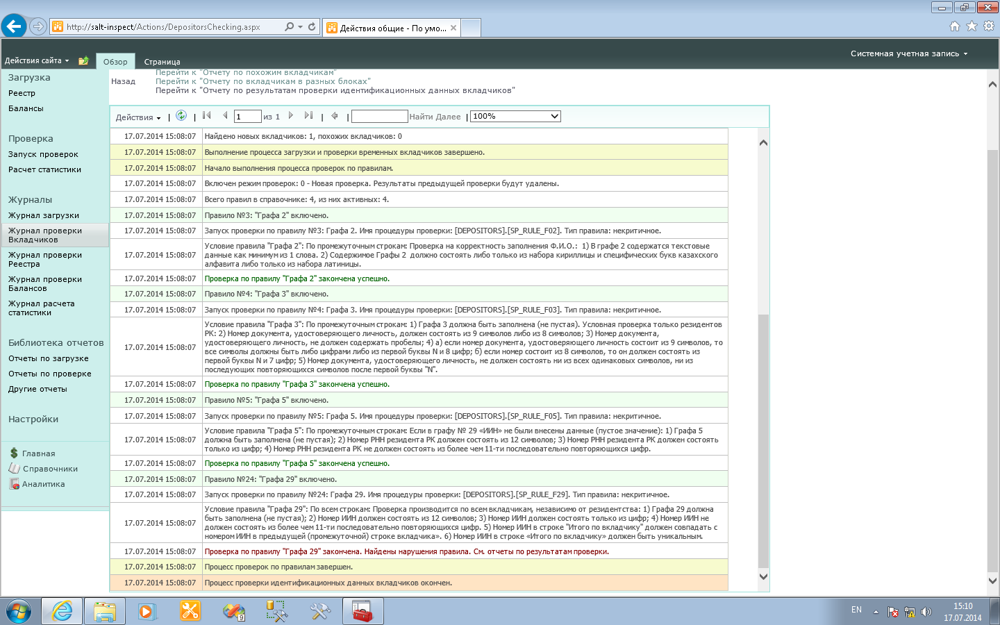 http://salt-inspect/Actions/DepositorsChecking.aspx
Действия общие - По умо...
Действия сайта
Обзор
Страница
Системная учетная запись
Загрузка
Реестр
Балансы
Проверка
Запуск проверок
Расчет статистики
Журналы
Журнал загрузки
Журнал проверки
Вкладчиков
Журнал проверки
Реестра
Журнал проверки
Балансов
Журнал расчета
статистики
Библиотека отчетов
Отчеты по загрузке
Отчеты по проверке
Другие отчеты
Настройки
Главная
Справочники
Аналитика
Назад
Перейти к "Отчету по похожим вкладчикам"
Перейти к "Отчету по вкладчикам в разных блоках"
Перейти к "Отчету по результатам проверки идентификационных данных вкладчиков"
Действия | | 1 из 1 | | Найти Далее | 100%
17.07.2014 15:08:07 Найдено новых вкладчиков: 1, похожих вкладчиков: 0
17.07.2014 15:08:07 Выполнение процесса загрузки и проверки временных вкладчиков завершено.
17.07.2014 15:08:07 Начало выполнения процесса проверок по правилам.
17.07.2014 15:08:07 Включен режим проверок: 0 - Новая проверка. Результаты предыдущей проверки будут удалены.
17.07.2014 15:08:07 Всего правил в справочнике: 4, из них активных: 4.
17.07.2014 15:08:07 Правило №3: "Графа 2" включено.
17.07.2014 15:08:07 Запуск проверки по правилу №3: Графа 2. Имя процедуры проверки: [DEPOSITORS].[SP_RULE_F02]. Тип правила: некритичное.
17.07.2014 15:08:07 Условие правила "Графа 2": По промежуточным строкам: Проверка на корректность заполнения Ф.И.О.: 1) В графе 2 содержатся текстовые
данные как минимум из 1 слова. 2) Содержимое Графы 2 должно состоять либо только из набора кириллицы и специфических букв казахского
алфавита либо только из набора латиницы.
17.07.2014 15:08:07 Проверка по правилу "Графа 2" закончена успешно.
17.07.2014 15:08:07 Правило №4: "Графа 3" включено.
17.07.2014 15:08:07 Запуск проверки по правилу №4: Графа 3. Имя процедуры проверки: [DEPOSITORS].[SP_RULE_F03]. Тип правила: некритичное.
17.07.2014 15:08:07 Условие правила "Графа 3": По промежуточным строкам: 1) Графа 3 должна быть заполнена (не пустая). Условная проверка только резидентов
РК: 2) Номер документа, удостоверяющего личность, должен состоять из 9 символов либо из 8 символов; 3) Номер документа,
удостоверяющего личность, не должен содержать пробелы; 4) а) если номер документа, удостоверяющего личность состоит из 9 символов, то
все символы должны быть либо цифрами либо из первой буквы N и 8 цифр; б) если номер состоит из 8 символов, то он должен состоять из
первой буквы N и 7 цифр; 5) Номер документа, удостоверяющего личность, не должен состоять ни из всех одинаковых символов, ни из
последующих повторяющихся символов после первой буквы "N".
17.07.2014 15:08:07 Проверка по правилу "Графа 3" закончена успешно.
17.07.2014 15:08:07 Правило №5: "Графа 5" включено.
17.07.2014 15:08:07 Запуск проверки по правилу №5: Графа 5. Имя процедуры проверки: [DEPOSITORS].[SP_RULE_F05]. Тип правила: некритичное.
17.07.2014 15:08:07 Условие правила "Графа 5": По промежуточным строкам: Если в графу № 29 «ИИН» не были внесены данные (пустое значение): 1) Графа 5
должна быть заполнена (не пустая); 2) Номер РНН резидента РК должен состоять из 12 символов; 3) Номер РНН резидента РК должен состоять
только из цифр; 4) Номер РНН резидента РК не должен состоять из более чем 11-ти последовательно повторяющихся цифр.
17.07.2014 15:08:07 Проверка по правилу "Графа 5" закончена успешно.
17.07.2014 15:08:07 Правило №24: "Графа 29" включено.
17.07.2014 15:08:07 Запуск проверки по правилу №24: Графа 29. Имя процедуры проверки: [DEPOSITORS].[SP_RULE_F29]. Тип правила: некритичное.
17.07.2014 15:08:07 Условие правила "Графа 29": По всем строкам: Проверка производится по всем вкладчикам, независимо от резидентства: 1) Графа 29 должна
быть заполнена (не пустая); 2) Номер ИИН должен состоять из 12 символов; 3) Номер ИИН должен состоять только из цифр; 4) Номер ИИН не
должен состоять из более чем 11-ти последовательно повторяющихся цифр. 5) Номер ИИН в строке "Итого по вкладчику" должен совпадать с
номером ИИН в предыдущей (промежуточной) строке вкладчика». 6) Номер ИИН в строке «Итого по вкладчику» должен быть уникальным.
17.07.2014 15:08:07 Проверка по правилу "Графа 29" закончена. Найдены нарушения правила. См. отчеты по результатам проверки.
17.07.2014 15:08:07 Процесс проверок по правилам завершен.
17.07.2014 15:08:07 Процесс проверки идентификационных данных вкладчиков окончен.
9
EN
15:10
17.07.2014